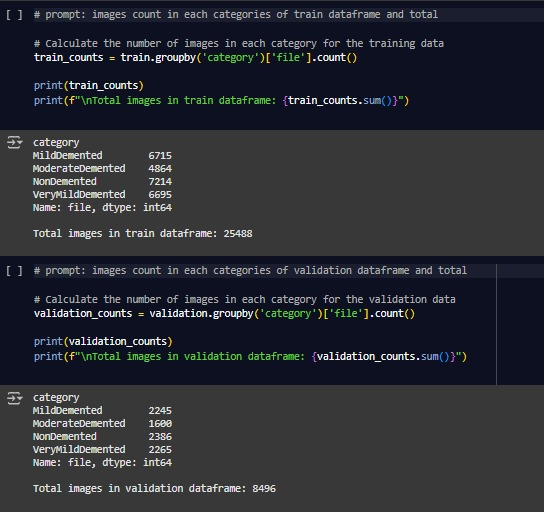 [ ] # prompt: images count in each categories of train dataframe and total
# Calculate the number of images in each category for the training data
train_counts = train.groupby('category')['file'].count()
print(train_counts)
print(f"\nTotal images in train dataframe: {train_counts.sum()}")
category
MildDemented 6715
ModerateDemented 4864
NonDemented 7214
VeryMildDemented 6695
Name: file, dtype: int64
Total images in train dataframe: 25488
[ ] # prompt: images count in each categories of validation dataframe and total
# Calculate the number of images in each category for the validation data
validation_counts = validation.groupby('category')['file'].count()
print(validation_counts)
print(f"\nTotal images in validation dataframe: {validation_counts.sum()}")
category
MildDemented 2245
ModerateDemented 1600
NonDemented 2386
VeryMildDemented 2265
Name: file, dtype: int64
Total images in validation dataframe: 8496